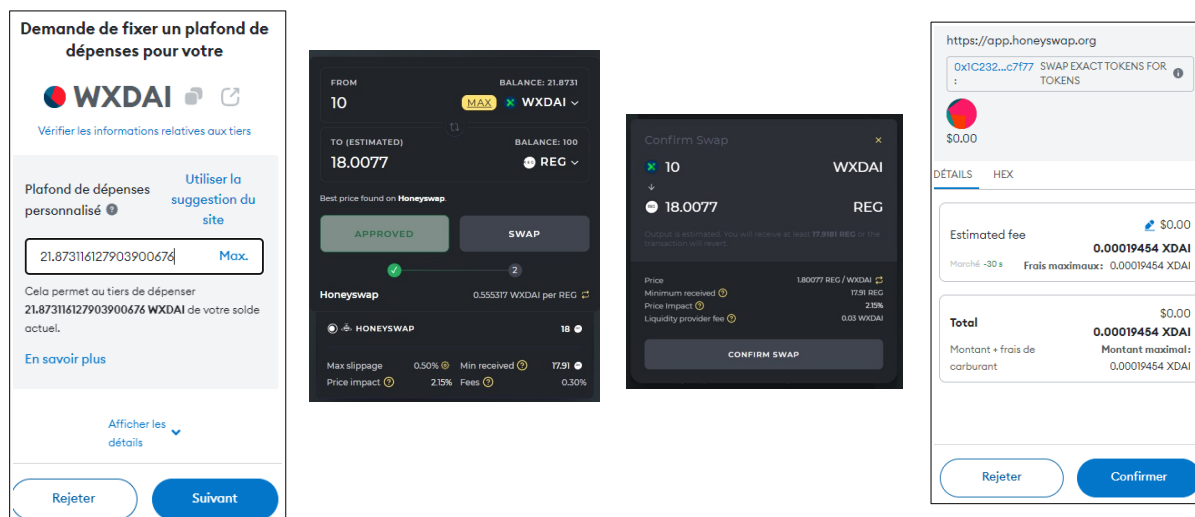 Demande de fixer un plafond de
dépenses pour votre
WXDAI
Vérifier les informations relatives aux tiers
Plafond de dépenses
personnalisé
Utiliser la
suggestion du
site
21.873116127903900676
Max.
Cela permet au tiers de dépenser
21.873116127903900676 WXDAI de votre solde
actuel.
En savoir plus
Afficher les
détails
Rejeter
Suivant
FROM
BALANCE: 21.8731
10
MAX
WXDAI
TO (ESTIMATED)
BALANCE: 100
18.0077
REG
Best price found on Honeyswap.
APPROVED
SWAP
2
Honeyswap
0.555317 WXDAI per REG
HONEYSWAP
18
Max slippage
0.50%
Min received
17.91
Price impact
2.15%
Fees
0.30%
Confirm Swap
×
10
WXDAI
18.0077
REG
Output is estimated. You will receive at least 17.9181 REG or the
transaction will revert.
Price
1.80077 REG / WXDAI
Minimum received
17.91 REG
Price Impact
2.15%
Liquidity provider fee
0.03 WXDAI
CONFIRM SWAP
https://app.honeyswap.org
0x1C232...c7f77
:
SWAP EXACT TOKENS FOR
TOKENS
$0.00
DÉTAILS
HEX
Estimated fee
$0.00
0.00019454 XDAI
Marché -30 s
Frais maximaux: 0.00019454 XDAI
Total
$0.00
0.00019454 XDAI
Montant + frais de
carburant
Montant maximal:
0.00019454 XDAI
Rejeter
Confirmer